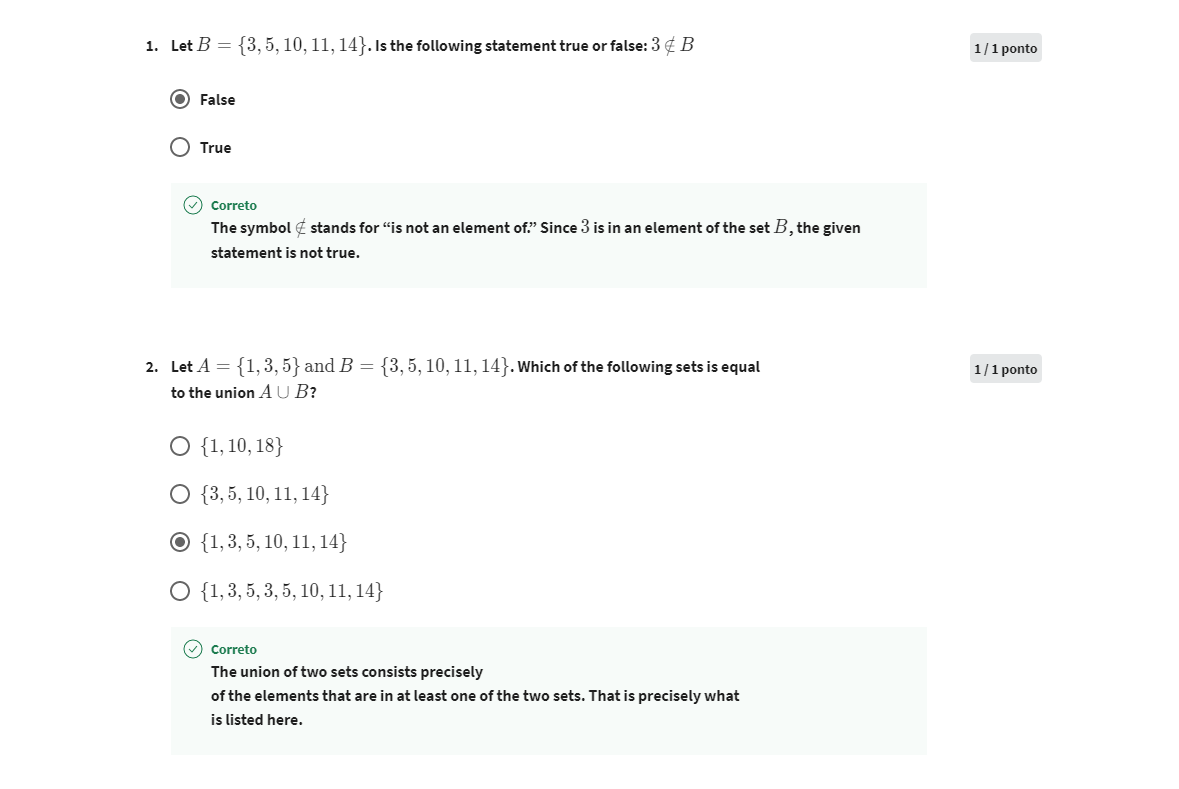 1. Let B = {3, 5, 10, 11, 14}. Is the following statement true or false: 3 ∉ B
1 / 1 ponto
False
True
Correto
The symbol ∉ stands for “is not an element of.” Since 3 is in an element of the set B, the given
statement is not true.
2. Let A = {1, 3, 5} and B = {3, 5, 10, 11, 14}. Which of the following sets is equal
1 / 1 ponto
to the union A ∪ B?
{1, 10, 18}
{3, 5, 10, 11, 14}
{1, 3, 5, 10, 11, 14}
{1, 3, 5, 3, 5, 10, 11, 14}
Correto
The union of two sets consists precisely
of the elements that are in at least one of the two sets. That is precisely what
is listed here.